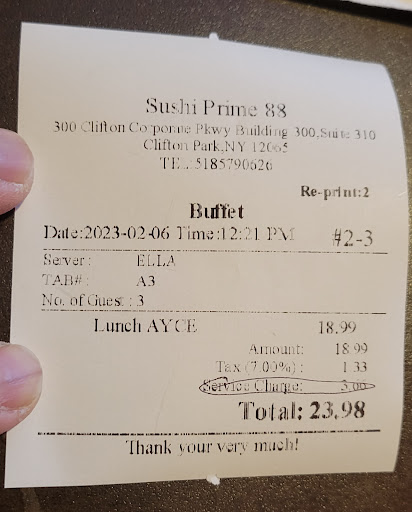 Sushi Prime 88
300 Clifton Corporate Pkwy Building 300,Suite 310
Clifton Park,NY 12065
TEL: 5185790626
Re-print:2
Buffet
Date:2023-02-06 Time:12:21 PM #2-3
Server : ELLA
TAB# : A3
No. of Guest : 3
Lunch AYCE 18.99
Amount: 18.99
Tax (7.00%) : 1.33
Service Charge: 3.66
Total: 23.98
Thank your very much!